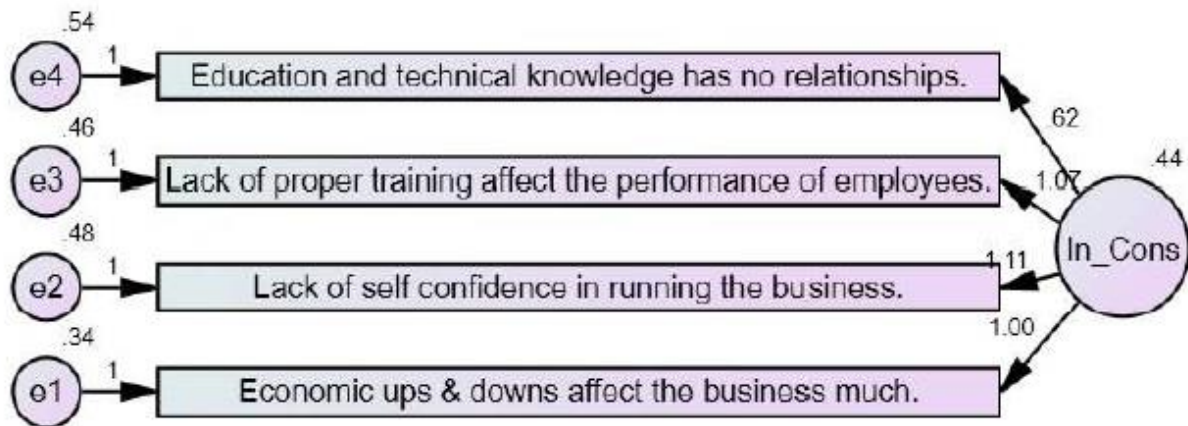 .54
e4 1 Education and technical knowledge has no relationships. 62
.46
e3 1 Lack of proper training affect the performance of employees. 1.07 .44
.48
e2 1 Lack of self confidence in running the business. 1.11 In_Cons
.34
e1 1 Economic ups & downs affect the business much. 1.00